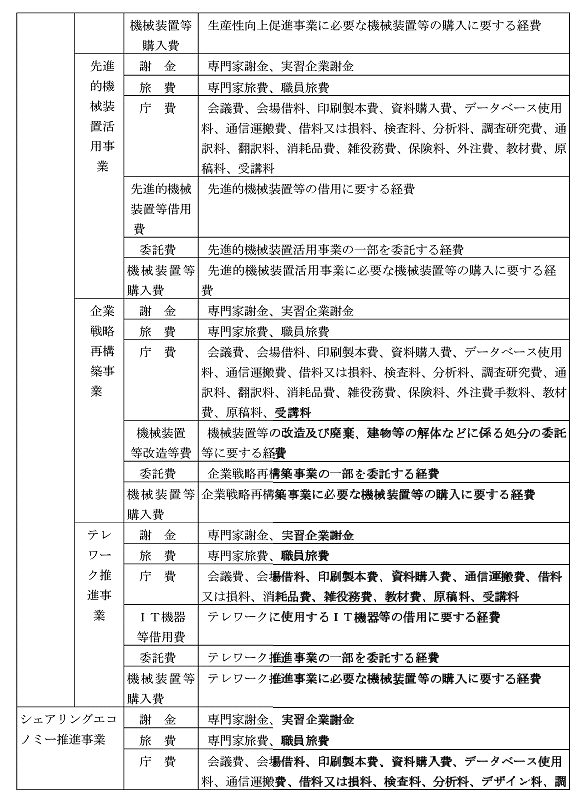 機械装置等 生産性向上促進事業に必要な機械装置等の購入に要する経費
購入費
先進 謝　金 専門家謝金、実習企業謝金
的機 旅　費 専門家旅費、職員旅費
械装 庁　費 会議費、会場借料、印刷製本費、資料購入費、データベース使用
置活 料、通信運搬費、借料又は損料、検査料、分析料、調査研究費、通
用事 訳料、翻訳料、消耗品費、雑役務費、保険料、外注費、教材費、原
業 稿料、受講料
先進的機械 先進的機械装置等の借用に要する経費
装置等借用
費
委託費 先進的機械装置活用事業の一部を委託する経費
機械装置等 先進的機械装置活用事業に必要な機械装置等の購入に要する経
購入費 費
企業 謝　金 専門家謝金、実習企業謝金
戦略 旅　費 専門家旅費、職員旅費
再構 庁　費 会議費、会場借料、印刷製本費、資料購入費、データベース使用
築事 料、通信運搬費、借料又は損料、検査料、分析料、調査研究費、通
業 訳料、翻訳料、消耗品費、雑役務費、保険料、外注費手数料、教材
費、原稿料、受講料
機械装置 機械装置等の改造及び廃棄、建物等の解体などに係る処分の委託
等改造等費 等に要する経費
委託費 企業戦略再構築事業の一部を委託する経費
機械装置等 企業戦略再構築事業に必要な機械装置等の購入に要する経費
購入費
テレ 謝　金 専門家謝金、実習企業謝金
ワー 旅　費 専門家旅費、職員旅費
ク推 庁　費 会議費、会場借料、印刷製本費、資料購入費、通信運搬費、借料
進事 又は損料、消耗品費、雑役務費、教材費、原稿料、受講料
業 ＩＴ機器 テレワークに使用するＩＴ機器等の借用に要する経費
等借用費
委託費 テレワーク推進事業の一部を委託する経費
機械装置等 テレワーク推進事業に必要な機械装置等の購入に要する経費
購入費
シェアリングエコ 謝　金 専門家謝金、実習企業謝金
ノミー推進事業 旅　費 専門家旅費、職員旅費
庁　費 会議費、会場借料、印刷製本費、資料購入費、データベース使用
料、通信運搬費、借料又は損料、検査料、分析料、デザイン料、調